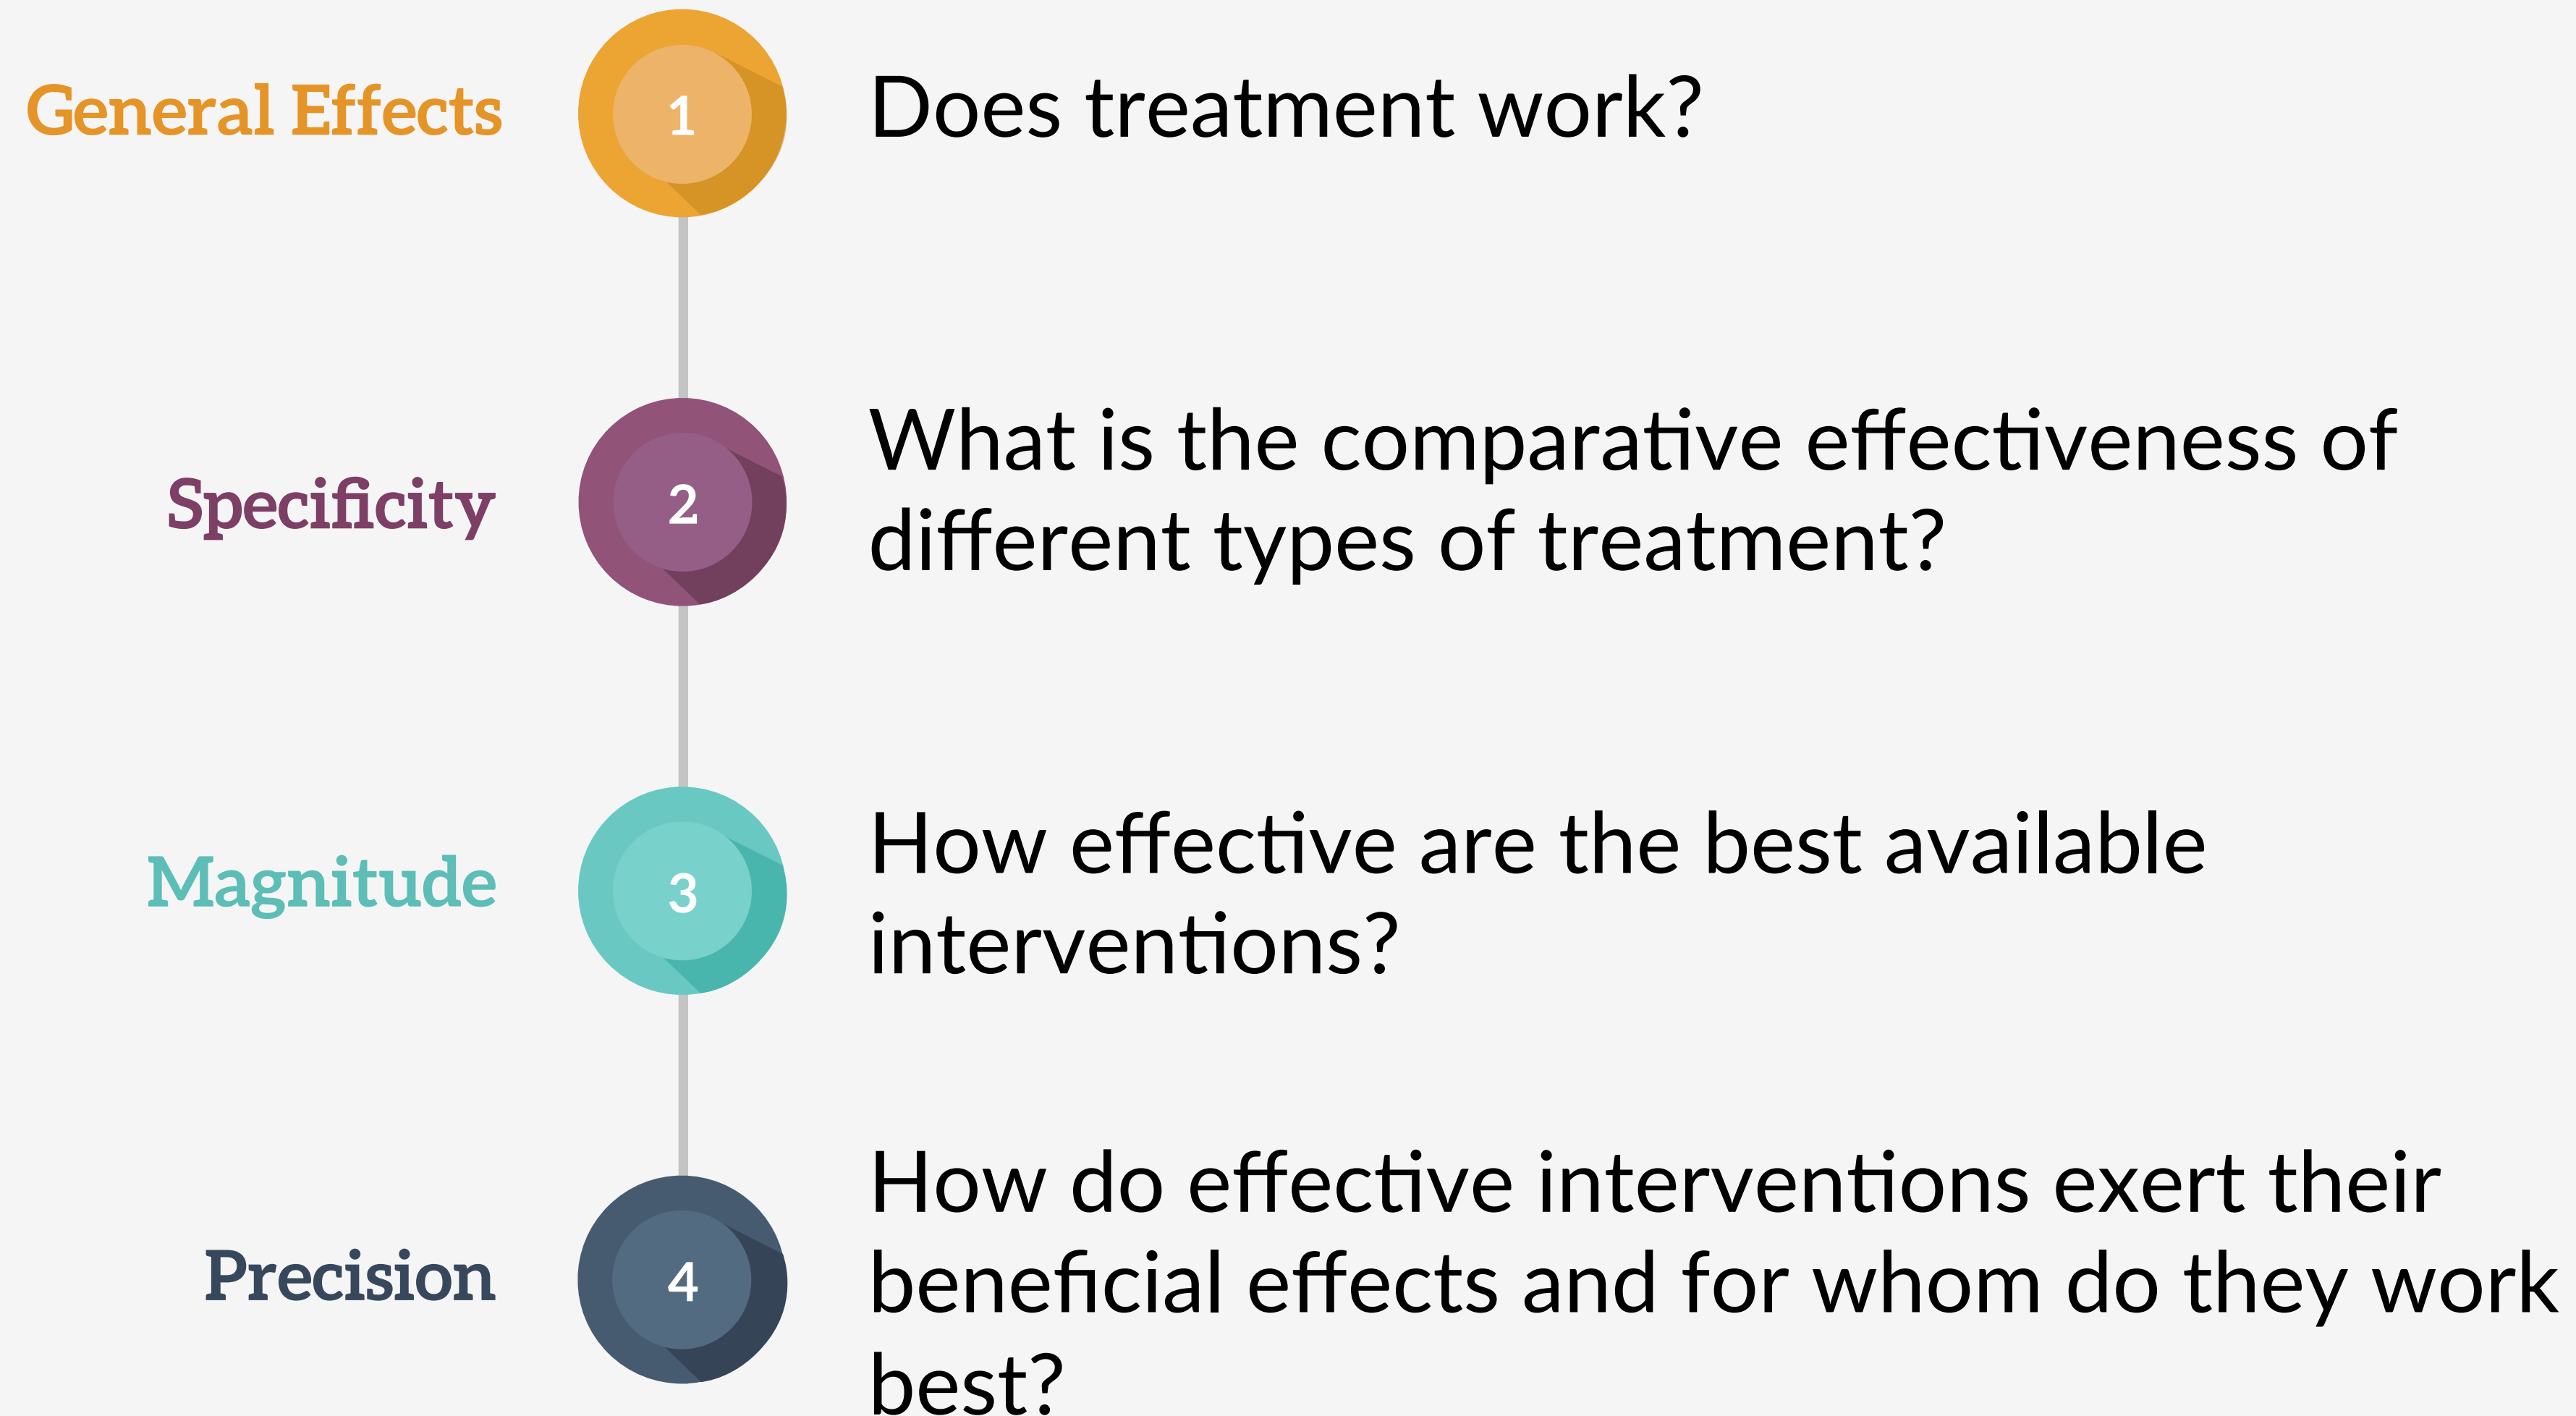 General Effects
1
Does treatment work?
Specificity
2
What is the comparative effectiveness of
different types of treatment?
Magnitude
3
How effective are the best available
interventions?
Precision
4
How do effective interventions exert their
beneficial effects and for whom do they work
best?